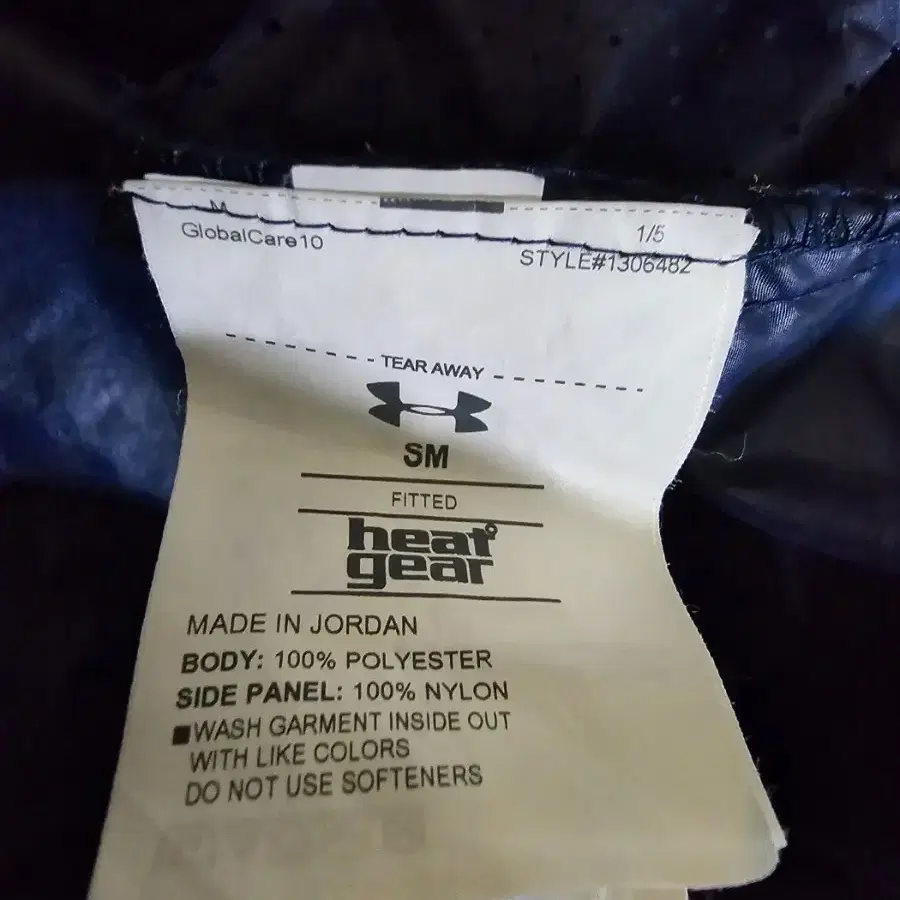 M
GlobalCare10
1/5
STYLE#1306482
TEAR AWAY
SM
FITTED
heat
gear
MADE IN JORDAN
BODY: 100% POLYESTER
SIDE PANEL: 100% NYLON
WASH GARMENT INSIDE OUT
WITH LIKE COLORS
DO NOT USE SOFTENERS